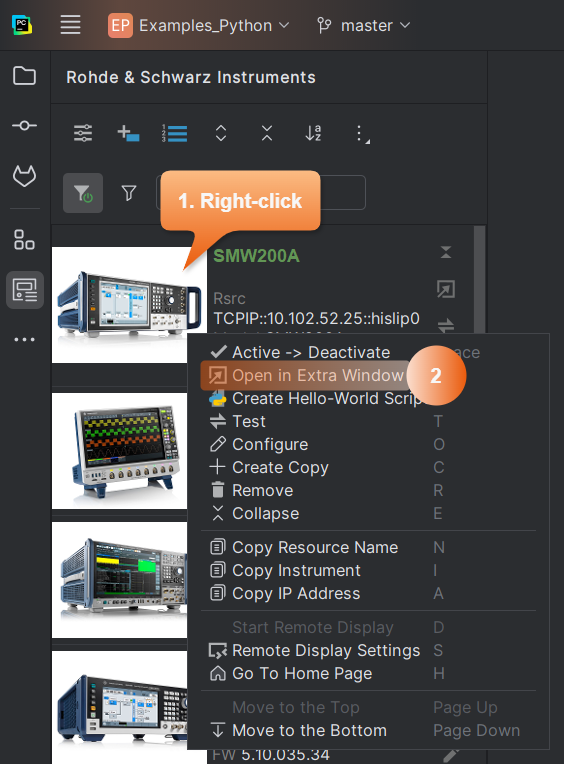 PC
EP Examples_Python master
Rohde & Schwarz Instruments
1. Right-click
SMW200A
Rsrc
TCPIP::10.102.52.25::hislip0
Active -> Deactivate
Open in Extra Window 2
Create Hello-World Scrip
Test T
Configure O
Create Copy C
Remove R
Collapse E
Copy Resource Name N
Copy Instrument I
Copy IP Address A
Start Remote Display D
Remote Display Settings S
Go To Home Page H
Move to the Top Page Up
Move to the Bottom Page Down
FW 5.10.035.34